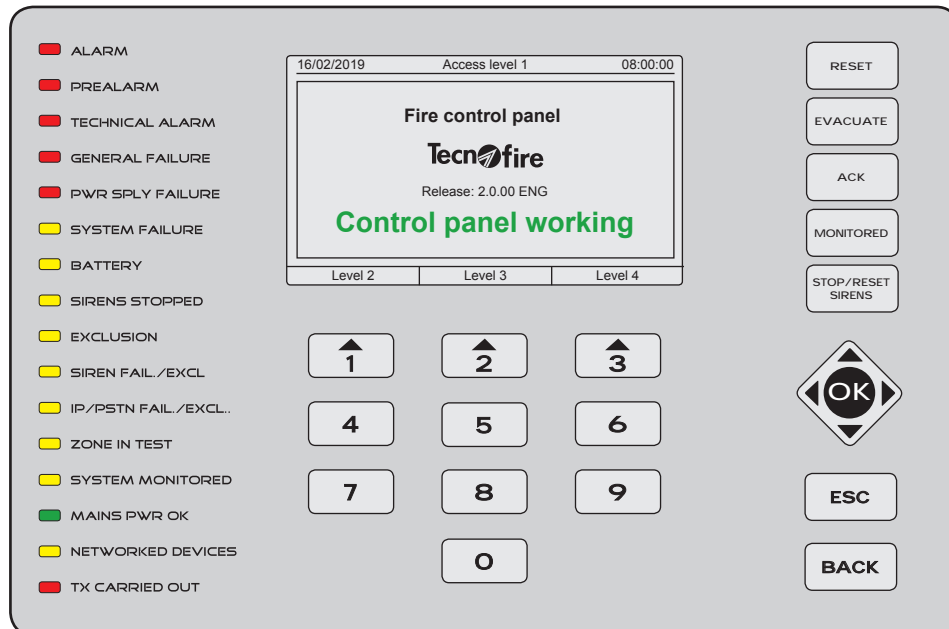 ALARM
PREALARM
TECHNICAL ALARM
GENERAL FAILURE
PWR SPLY FAILURE
SYSTEM FAILURE
BATTERY
SIRENS STOPPED
EXCLUSION
SIREN FAIL./EXCL
IP/PSTN FAIL./EXCL..
ZONE IN TEST
SYSTEM MONITORED
MAINS PWR OK
NETWORKED DEVICES
TX CARRIED OUT
16/02/2019 Access level 1 08:00:00
Fire control panel
Tecnofire
Release: 2.0.00 ENG
Control panel working
Level 2 Level 3 Level 4
1 2 3
4 5 6
7 8 9
0
RESET
EVACUATE
ACK
MONITORED
STOP/RESET
SIRENS
OK
ESC
BACK